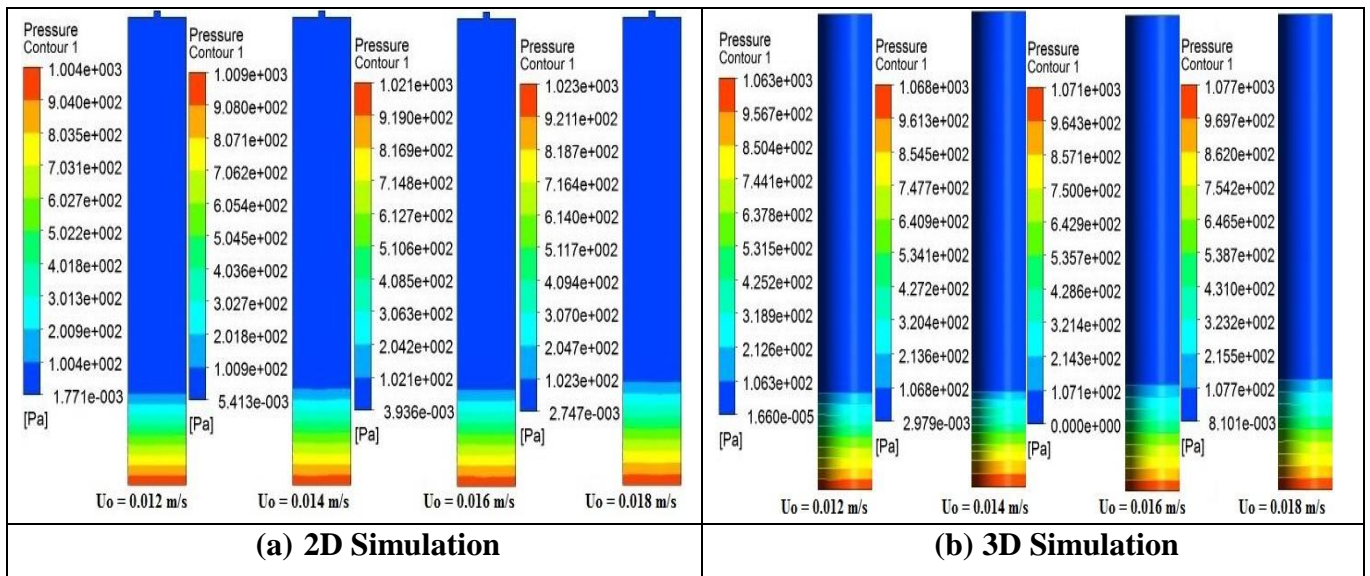 Pressure
Contour 1
1.004e+003
9.040e+002
8.035e+002
7.031e+002
6.027e+002
5.022e+002
4.018e+002
3.013e+002
2.009e+002
1.004e+002
1.771e-003
[Pa]
Uo = 0.012 m/s
Pressure
Contour 1
1.009e+003
9.080e+002
8.071e+002
7.062e+002
6.054e+002
5.045e+002
4.036e+002
3.027e+002
2.018e+002
1.009e+002
5.413e-003
[Pa]
Uo = 0.014 m/s
Pressure
Contour 1
1.021e+003
9.190e+002
8.169e+002
7.148e+002
6.127e+002
5.106e+002
4.085e+002
3.063e+002
2.042e+002
1.021e+002
3.936e-003
[Pa]
Uo = 0.016 m/s
Pressure
Contour 1
1.023e+003
9.211e+002
8.187e+002
7.164e+002
6.140e+002
5.117e+002
4.094e+002
3.070e+002
2.047e+002
1.023e+002
2.747e-003
[Pa]
Uo = 0.018 m/s
(a) 2D Simulation
Pressure
Contour 1
1.063e+003
9.567e+002
8.504e+002
7.441e+002
6.378e+002
5.315e+002
4.252e+002
3.189e+002
2.126e+002
1.063e+002
1.660e-005
[Pa]
Uo = 0.012 m/s
Pressure
Contour 1
1.068e+003
9.613e+002
8.545e+002
7.477e+002
6.409e+002
5.341e+002
4.272e+002
3.204e+002
2.136e+002
1.068e+002
2.979e-003
[Pa]
Uo = 0.014 m/s
Pressure
Contour 1
1.071e+003
9.643e+002
8.571e+002
7.500e+002
6.429e+002
5.357e+002
4.286e+002
3.214e+002
2.143e+002
1.071e+002
0.000e+000
[Pa]
Uo = 0.016 m/s
Pressure
Contour 1
1.077e+003
9.697e+002
8.620e+002
7.542e+002
6.465e+002
5.387e+002
4.310e+002
3.232e+002
2.155e+002
1.077e+002
8.101e-003
[Pa]
Uo = 0.018 m/s
(b) 3D Simulation